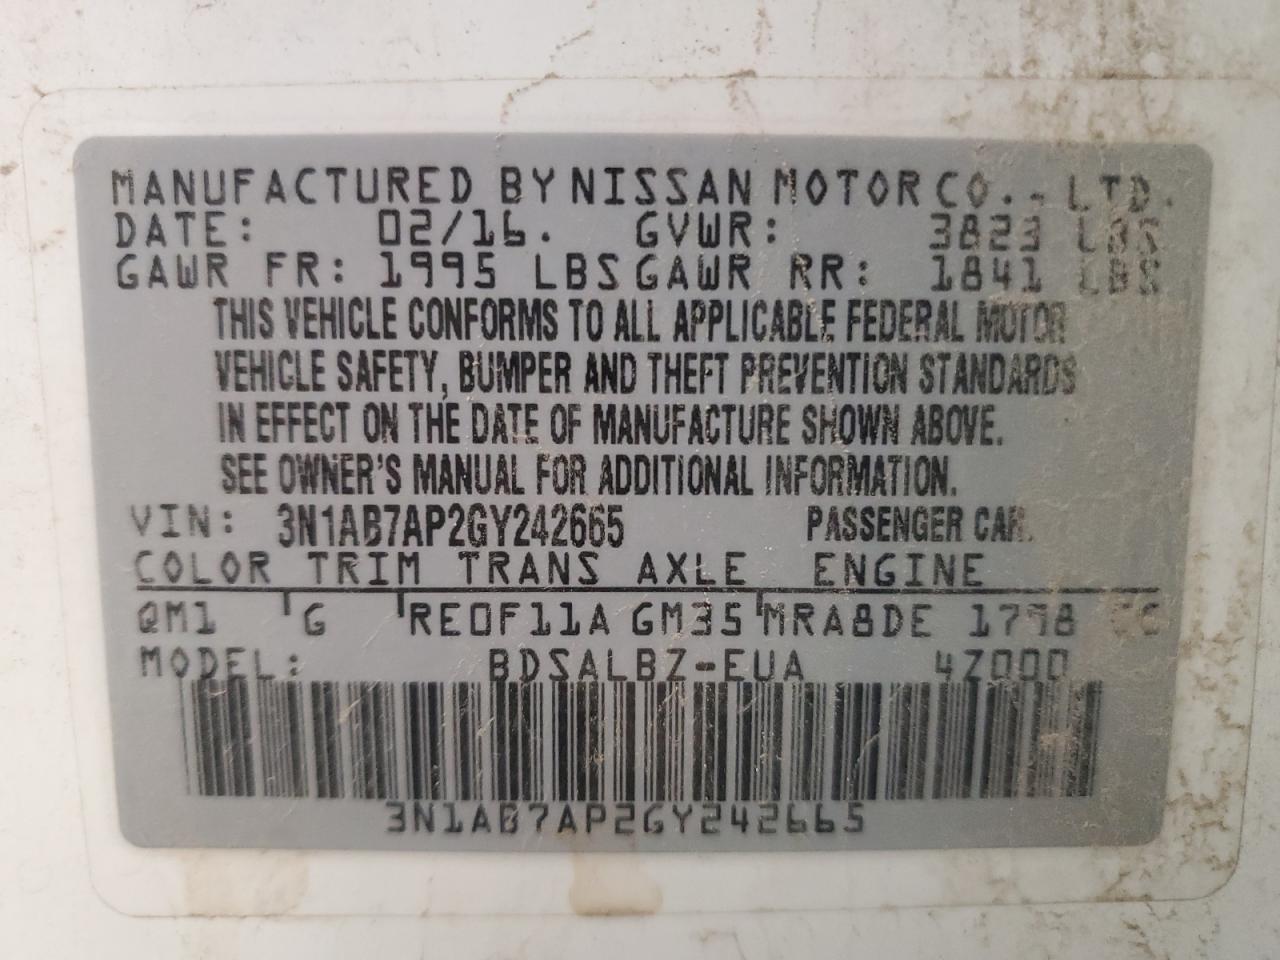 MANUFACTURED BY NISSAN MOTOR CO., LTD.
DATE: 02/16. GVWR: 3823 LBS
GAWR FR: 1995 LBS GAWR RR: 1841 LBS
THIS VEHICLE CONFORMS TO ALL APPLICABLE FEDERAL MOTOR
VEHICLE SAFETY, BUMPER AND THEFT PREVENTION STANDARDS
IN EFFECT ON THE DATE OF MANUFACTURE SHOWN ABOVE.
SEE OWNER'S MANUAL FOR ADDITIONAL INFORMATION.
VIN: 3N1AB7AP2GY242665 PASSENGER CAR.
COLOR TRIM TRANS AXLE ENGINE
QM1 G RE0F11A GM35 MRA8DE 1798 CC
MODEL: BDSALBZ-EUA 4Z000
3N1AB7AP2GY242665